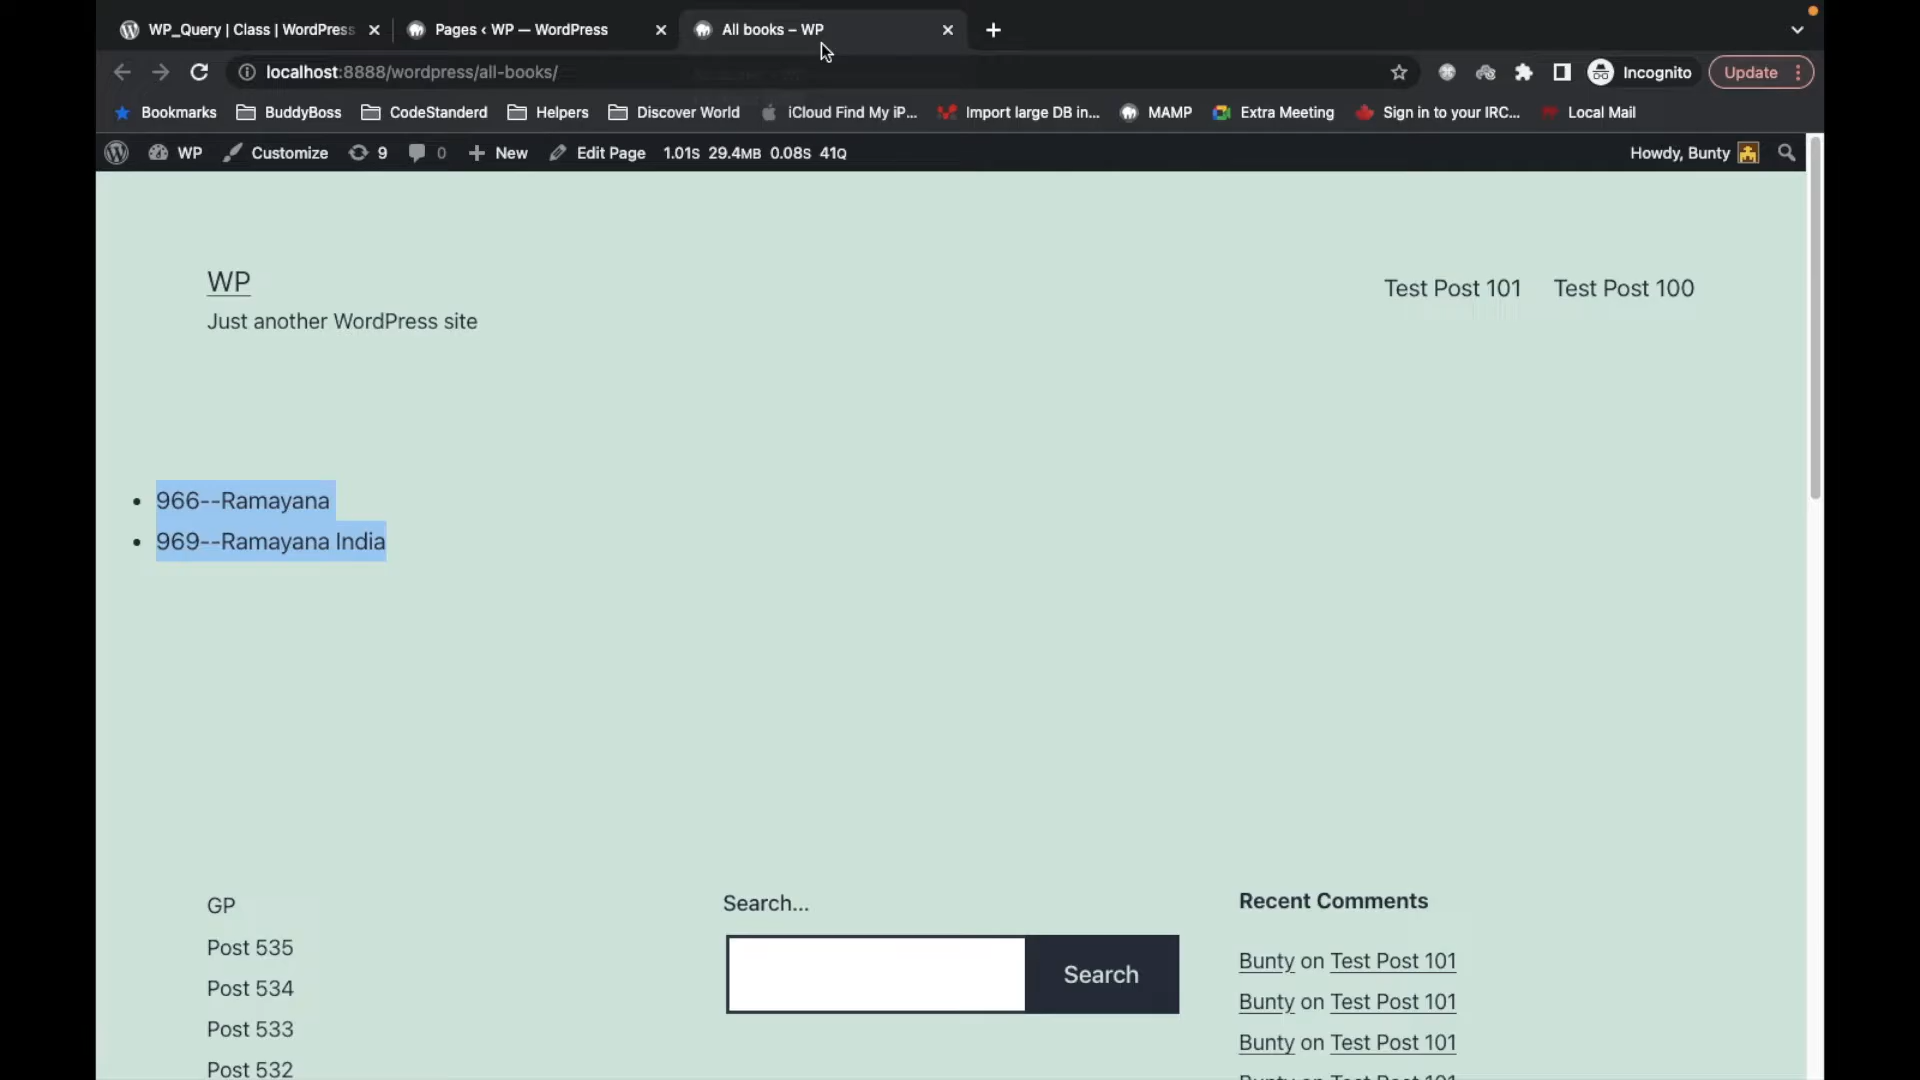 WP_Query | Class | WordPress
Pages ‹ WP — WordPress
All books – WP
localhost:8888/wordpress/all-books/
Incognito
Update
Bookmarks
BuddyBoss
CodeStanderd
Helpers
Discover World
iCloud Find My iP...
Import large DB in...
MAMP
Extra Meeting
Sign in to your IRC...
Local Mail
WP
Customize
9
0
New
Edit Page
1.01S 29.4MB 0.08S 41Q
Howdy, Bunty
WP
Test Post 101
Test Post 100
Just another WordPress site
966--Ramayana
969--Ramayana India
GP
Post 535
Post 534
Post 533
Post 532
Search...
Search
Recent Comments
Bunty on Test Post 101
Bunty on Test Post 101
Bunty on Test Post 101